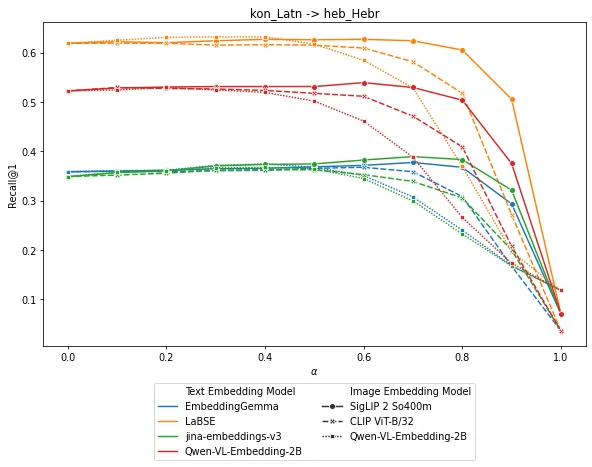 kon_Latn -> heb_Hebr
Recall@1
0.6
0.5
0.4
0.3
0.2
0.1
0.0 0.2 0.4 0.6 0.8 1.0
α
Text Embedding Model Image Embedding Model
EmbeddingGemma SigLIP 2 So400m
LaBSE CLIP ViT-B/32
jina-embeddings-v3 Qwen-VL-Embedding-2B
Qwen-VL-Embedding-2B